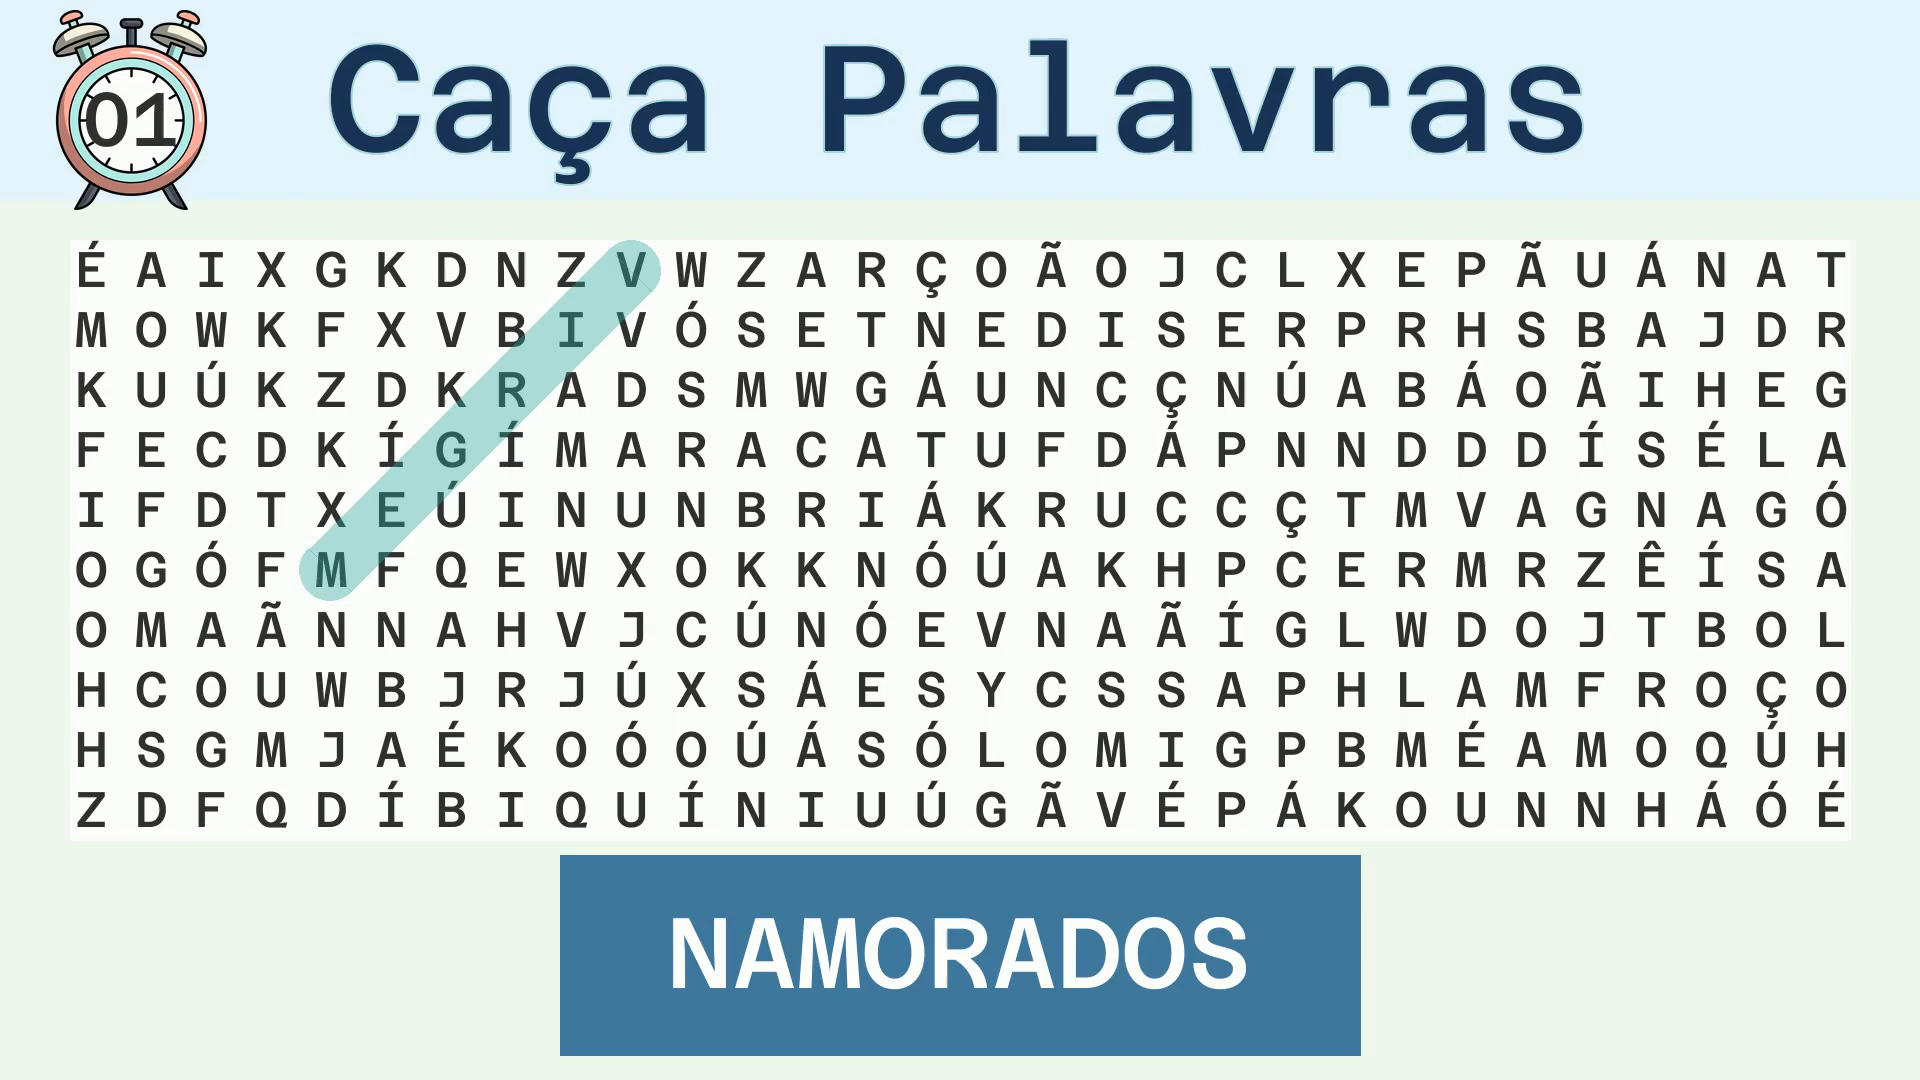 01
Caça Palavras
É A I X G K D N Z V W Z A R Ç O Ã O J C L X E P Ã U Á N A T
M O W K F X V B I V Ó S E T N E D I S E R P R H S B A J D R
K U Ú K Z D K R A D S M W G Á U N C Ç N Ú A B Á O Ã I H E G
F E C D K Í G Í M A R A C A T U F D Á P N N D D D Í S É L A
I F D T X E Ú I N U N B R I Á K R U C C Ç T M V A G N A G Ó
O G Ó F M F Q E W X O K K N Ó Ú A K H P C E R M R Z Ê Í S A
O M A Ã N N A H V J C Ú N Ó E V N A Ã Í G L W D O J T B O L
H C O U W B J R J Ú X S Á E S Y C S S A P H L A M F R O Ç O
H S G M J A É K O Ó O Ú Á S Ó L O M I G P B M É A M O Q Ú H
Z D F Q D Í B I Q U Í N I U Ú G Ã V É P Á K O U N N H Á Ó É
NAMORADOS